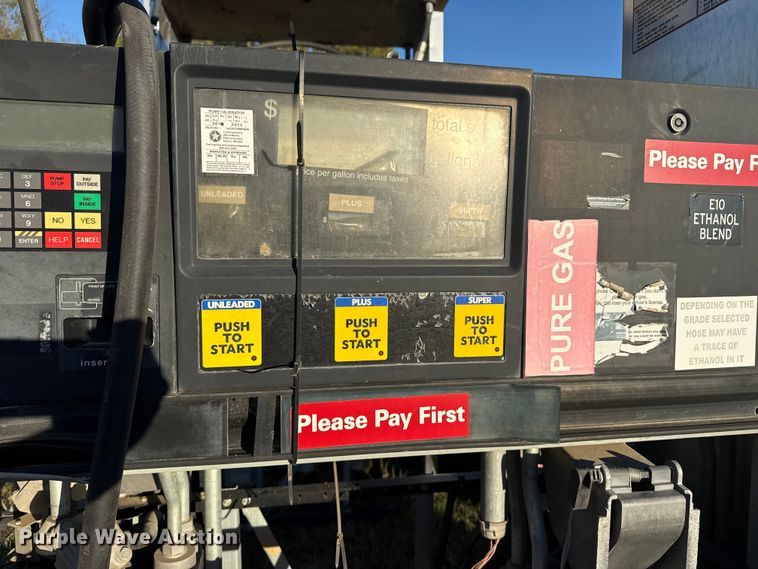 $
PUMP CALIBRATION
total s
gallons
price per gallon includes taxes
UNLEADED
PLUS
SUPER
$
DEF
3
PUMP
STOP
PAY
OUTSIDE
MNO
6
PAY
INSIDE
WXY
9
NO
YES
ENTER
HELP
CANCEL
inser
UNLEADED
PUSH
TO
START
PLUS
PUSH
TO
START
SUPER
PUSH
TO
START
Please Pay First
PURE GAS
Please Pay F
E10
ETHANOL
BLEND
DEPENDING ON THE
GRADE SELECTED
HOSE MAY HAVE
A TRACE OF
ETHANOL IN IT
Purple Wave Auction